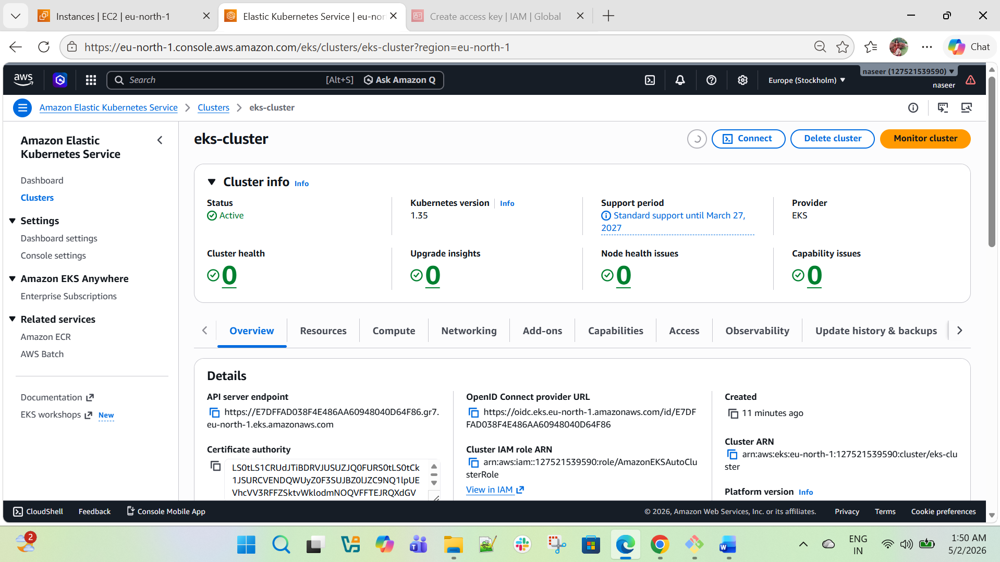 Instances | EC2 | eu-north-1
Elastic Kubernetes Service | eu-nor
Create access key | IAM | Global
https://eu-north-1.console.aws.amazon.com/eks/clusters/eks-cluster?region=eu-north-1
Chat
aws
Search
[Alt+S]
Ask Amazon Q
Europe (Stockholm)
naseer (127521539590)
naseer
Amazon Elastic Kubernetes Service
Clusters
eks-cluster
Amazon Elastic
Kubernetes Service
Dashboard
Clusters
Settings
Dashboard settings
Console settings
Amazon EKS Anywhere
Enterprise Subscriptions
Related services
Amazon ECR
AWS Batch
Documentation
EKS workshops
New
eks-cluster
Connect
Delete cluster
Monitor cluster
Cluster info
Info
Status
Active
Kubernetes version
Info
1.35
Support period
Standard support until March 27,
2027
Provider
EKS
Cluster health
0
Upgrade insights
0
Node health issues
0
Capability issues
0
Overview
Resources
Compute
Networking
Add-ons
Capabilities
Access
Observability
Update history & backups
Details
API server endpoint
https://E7DFFAD038F4E486AA60948040D64F86.gr7.
eu-north-1.eks.amazonaws.com
Certificate authority
LS0tLS1CRUdJTiBDRVJUSUZJQ0FURS0tLS0tCk
1JSURCVENDQWUyZ0F3SUJBZ0lJZC9NQ1lpUE
VhcVV3RFFZSktvWklodmNOQVFFTEJRQXdGV
OpenID Connect provider URL
https://oidc.eks.eu-north-1.amazonaws.com/id/E7DF
FAD038F4E486AA60948040D64F86
Cluster IAM role ARN
arn:aws:iam::127521539590:role/AmazonEKSAutoClu
sterRole
View in IAM
Created
11 minutes ago
Cluster ARN
arn:aws:eks:eu-north-1:127521539590:cluster/eks-clu
ster
Platform version
Info
CloudShell
Feedback
Console Mobile App
© 2026, Amazon Web Services, Inc. or its affiliates.
Privacy
Terms
Cookie preferences
2
ENG
IN
1:50 AM
5/2/2026